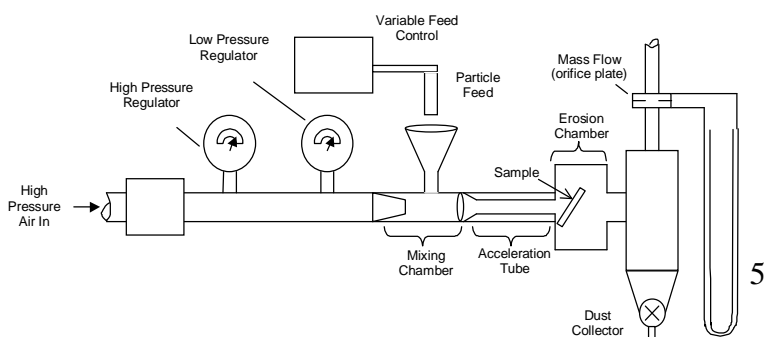 Variable Feed
Control
Low Pressure
Regulator
High Pressure
Regulator
Particle
Feed
Mass Flow
(orifice plate)
Erosion
Chamber
Sample
High
Pressure
Air In
Mixing
Chamber
Acceleration
Tube
Dust
Collector
5